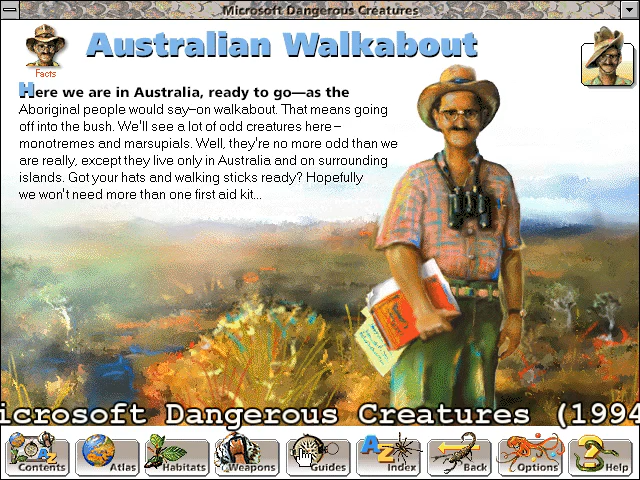 Microsoft Dangerous Creatures
Australian Walkabout
Facts
Here we are in Australia, ready to go—as the
Aboriginal people would say—on walkabout. That means going
off into the bush. We'll see a lot of odd creatures here–
monotremes and marsupials. Well, they're no more odd than we
are really, except they live only in Australia and on surrounding
islands. Got your hats and walking sticks ready? Hopefully
we won't need more than one first aid kit...
icrosoft Dangerous Creatures (1994
Contents Atlas Habitats Weapons Guides Index Back Options Help